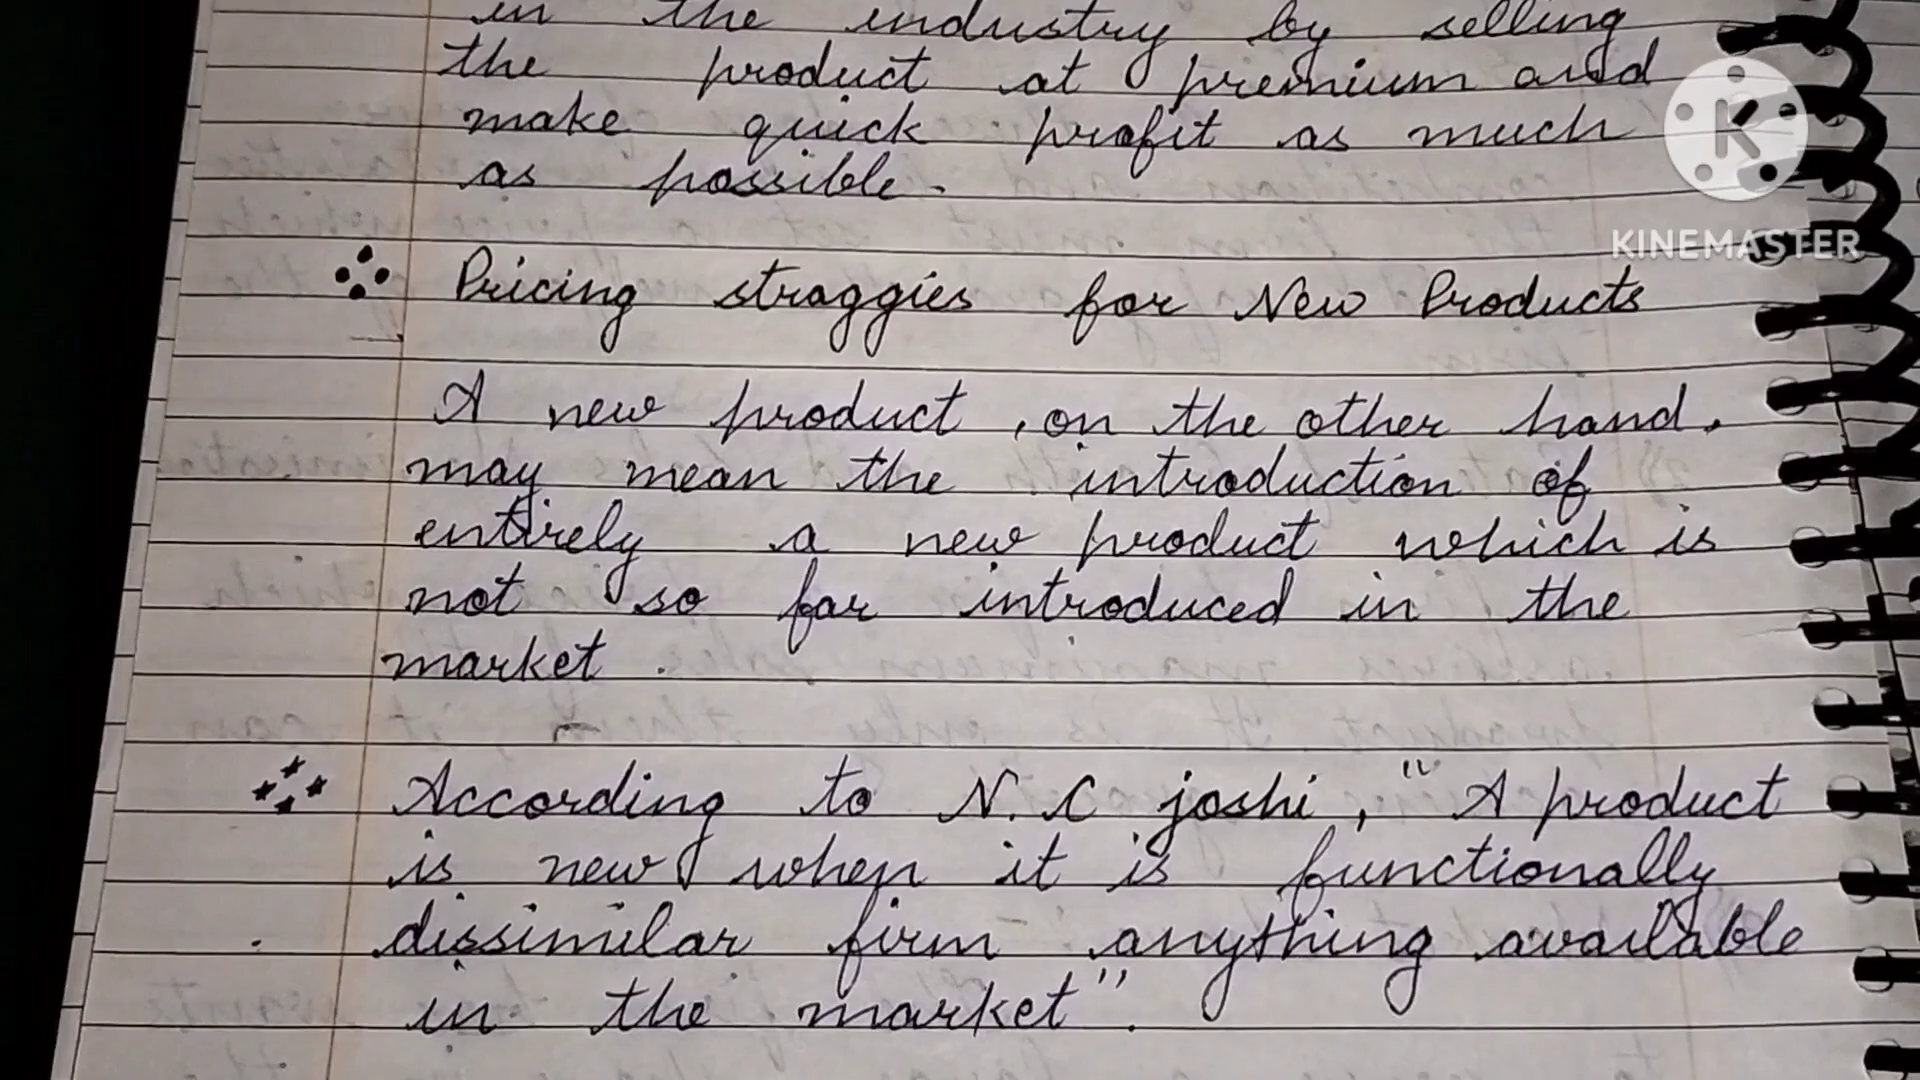 in the industry by selling
the product at premium and
make quick profit as much
as possible.
K
KINEMASTER
Pricing straggies for New Products
A new product , on the other hand.
may mean the introduction of
entirely a new product which is
not so far introduced in the
market .
According to N. C joshi, "A product
is new when it is functionally
dissimilar firm anything available
in the market".